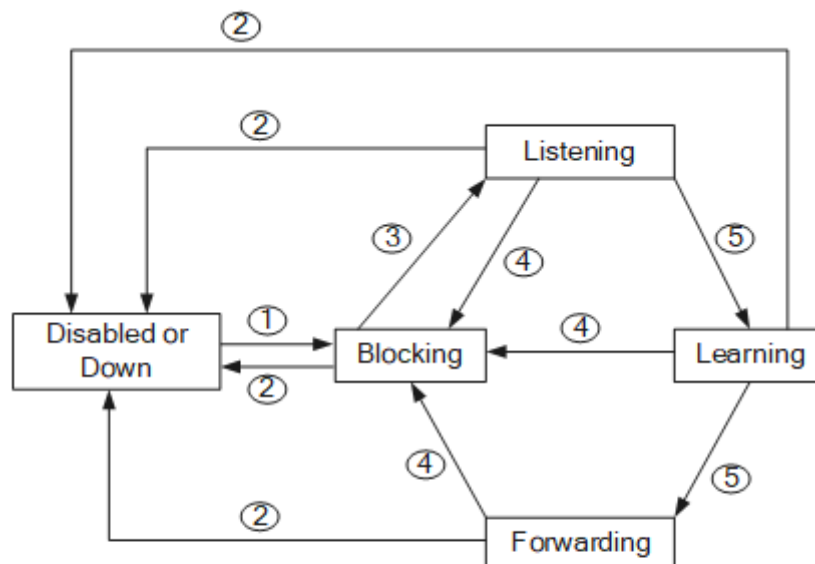 ②
②
Listening
③
④
⑤
①
④
Disabled or
Down
Blocking
Learning
②
④
⑤
②
Forwarding